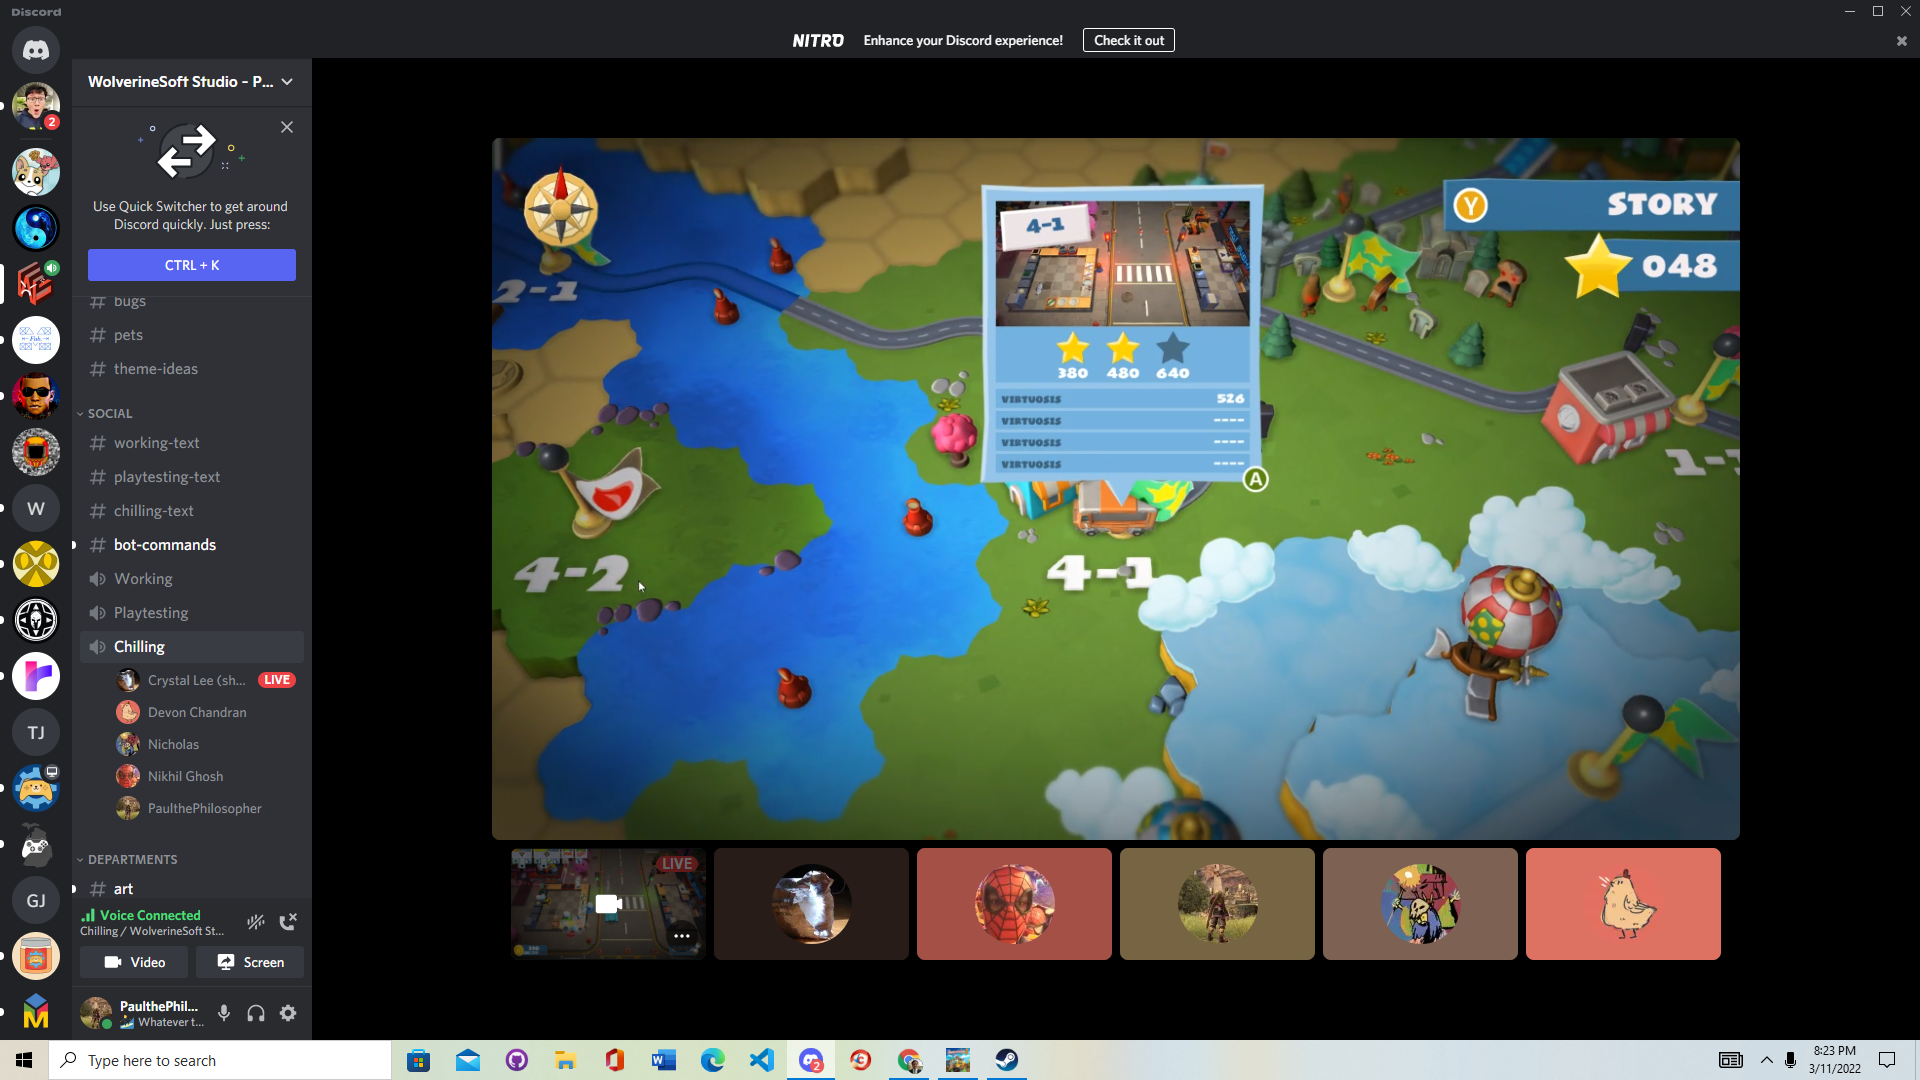 Discord
NITRO Enhance your Discord experience! Check it out
WolverineSoft Studio - P...
2
Use Quick Switcher to get around
Discord quickly. Just press:
CTRL + K
bugs
pets
theme-ideas
SOCIAL
working-text
playtesting-text
chilling-text
bot-commands
Working
Playtesting
Chilling
Crystal Lee (sh... LIVE
Devon Chandran
Nicholas
Nikhil Ghosh
PaulthePhilosopher
DEPARTMENTS
art
Voice Connected
Chilling / WolverineSoft St...
Video
Screen
PaulthePhil...
Whatever t...
W
TJ
GJ
M
2-1
4-1
380 480 640
VIRTUOSIS 526
VIRTUOSIS ----
VIRTUOSIS ----
VIRTUOSIS ----
A
Y STORY
048
1-1
4-2
4-1
LIVE
Type here to search
2
8:23 PM
3/11/2022